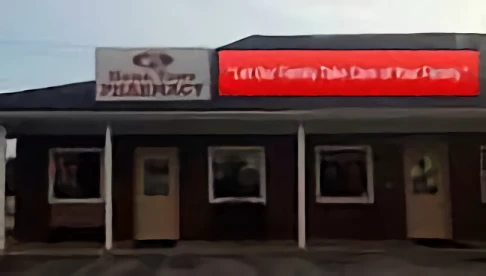 Home Town
PHARMACY
"Let Our Family Take Care of Your Family"